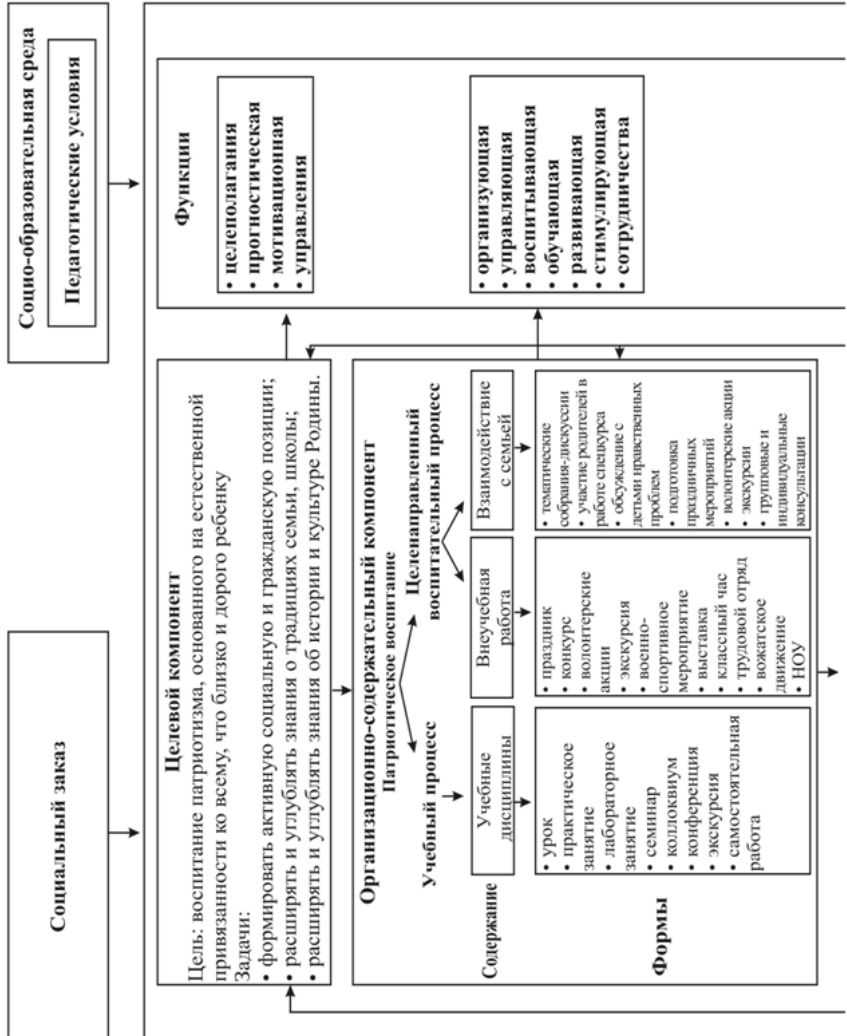 Социальный заказ
Социо-образовательная среда
Педагогические условия
Целевой компонент
Цель: воспитание патриотизма, основанного на естественной
привязанности ко всему, что близко и дорого ребенку
Задачи:
• формировать активную социальную и гражданскую позиции;
• расширять и углублять знания о традициях семьи, школы;
• расширять и углублять знания об истории и культуре Родины.
Функции
• целеполагания
• прогностическая
• мотивационная
• управления
Организационно-содержательный компонент
Патриотическое воспитание
Учебный процесс
Целенаправленный
воспитательный процесс
Содержание
Учебные
дисциплины
Внеучебная
работа
Взаимодействие
с семьей
Формы
• урок
• практическое
занятие
• лабораторное
занятие
• семинар
• коллоквиум
• конференция
• экскурсия
• самостоятельная
работа
• праздник
• конкурс
• волонтерские
акции
• экскурсия
• военно-
спортивное
мероприятие
• выставка
• классный час
• трудовой отряд
• вожатское
движение
• НОУ
• тематические
собрания-дискуссии
• участие родителей в
работе спецкурса
• обсуждение с
детьми нравственных
проблем
• подготовка
праздничных
мероприятий
• волонтерские акции
• экскурсии
• групповые и
индивидуальные
консультации
• организующая
• управляющая
• воспитывающая
• обучающая
• развивающая
• стимулирующая
• сотрудничества